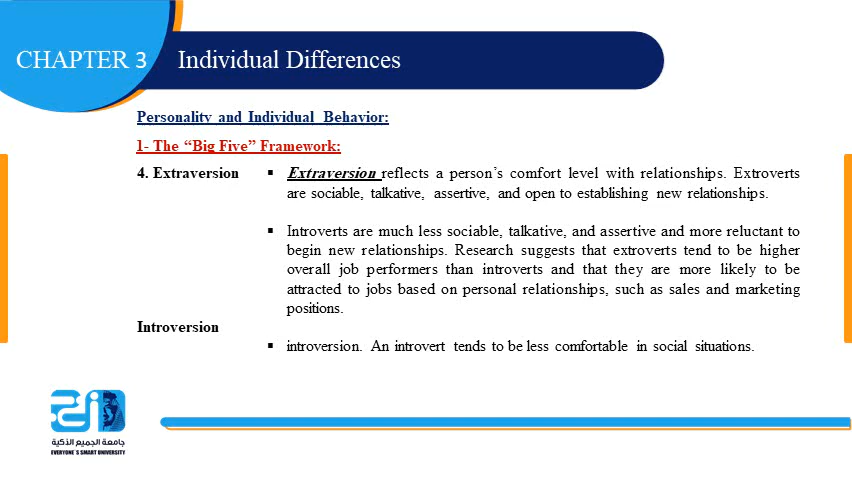 CHAPTER 3 Individual Differences
Personality and Individual Behavior:
1- The “Big Five” Framework:
4. Extraversion
▪ Extraversion reflects a person’s comfort level with relationships. Extroverts
are sociable, talkative, assertive, and open to establishing new relationships.
▪ Introverts are much less sociable, talkative, and assertive and more reluctant to
begin new relationships. Research suggests that extroverts tend to be higher
overall job performers than introverts and that they are more likely to be
attracted to jobs based on personal relationships, such as sales and marketing
positions.
Introversion
▪ introversion. An introvert tends to be less comfortable in social situations.
جامعة الجميع الذكية
EVERYONE'S SMART UNIVERSITY